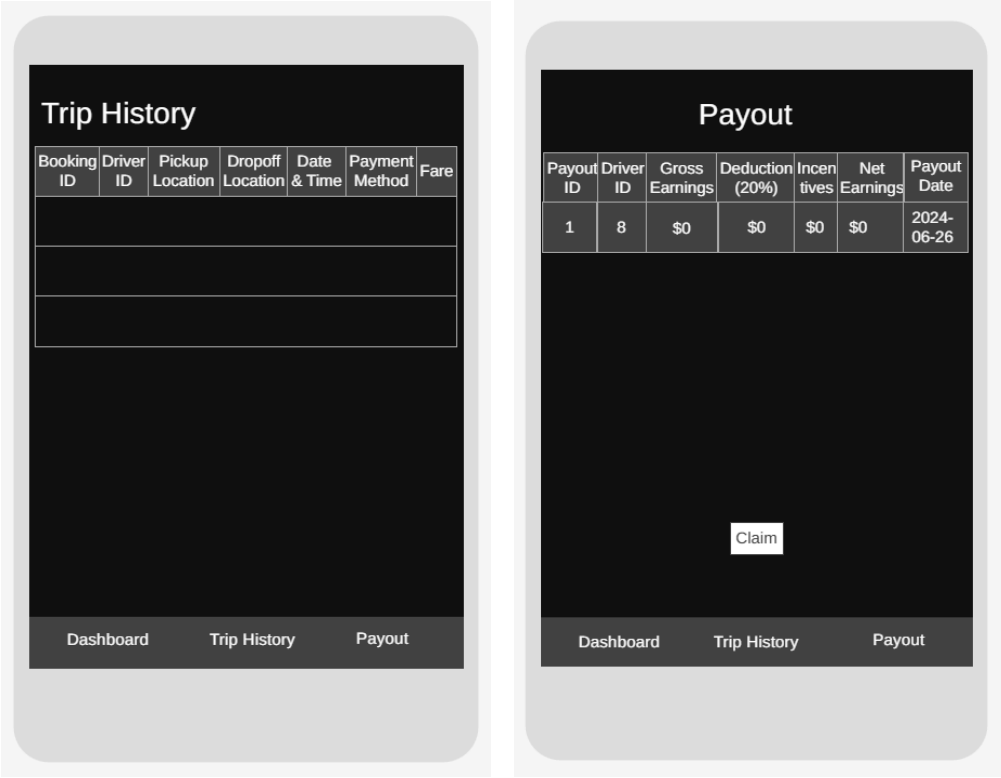 Trip History
Booking ID Driver ID Pickup Location Dropoff Location Date & Time Payment Method Fare
Dashboard Trip History Payout
Payout
Payout ID Driver ID Gross Earnings Deduction (20%) Incen tives Net Earnings Payout Date
1 8 $0 $0 $0 $0 2024-06-26
Claim
Dashboard Trip History Payout